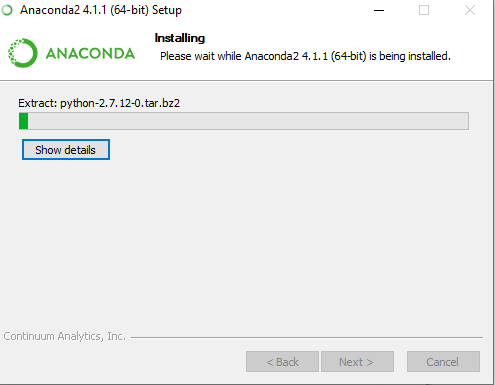 Anaconda2 4.1.1 (64-bit) Setup
Installing
Please wait while Anaconda2 4.1.1 (64-bit) is being installed.
ANACONDA
Extract: python-2.7.12-0.tar.bz2
Show details
Continuum Analytics, Inc.
< Back Next > Cancel